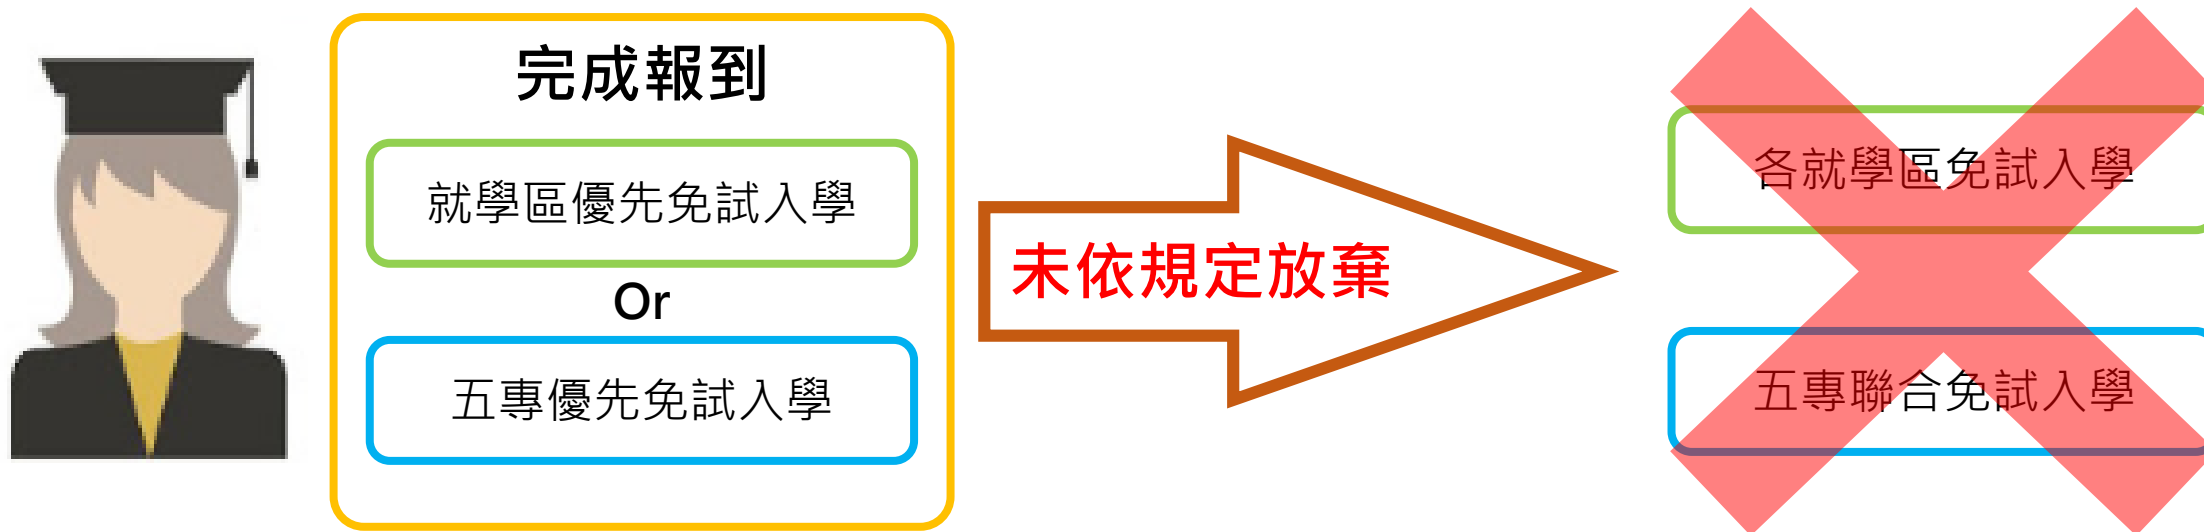 完成報到
就學區優先免試入學
Or
五專優先免試入學
未依規定放棄
各就學區免試入學
五專聯合免試入學